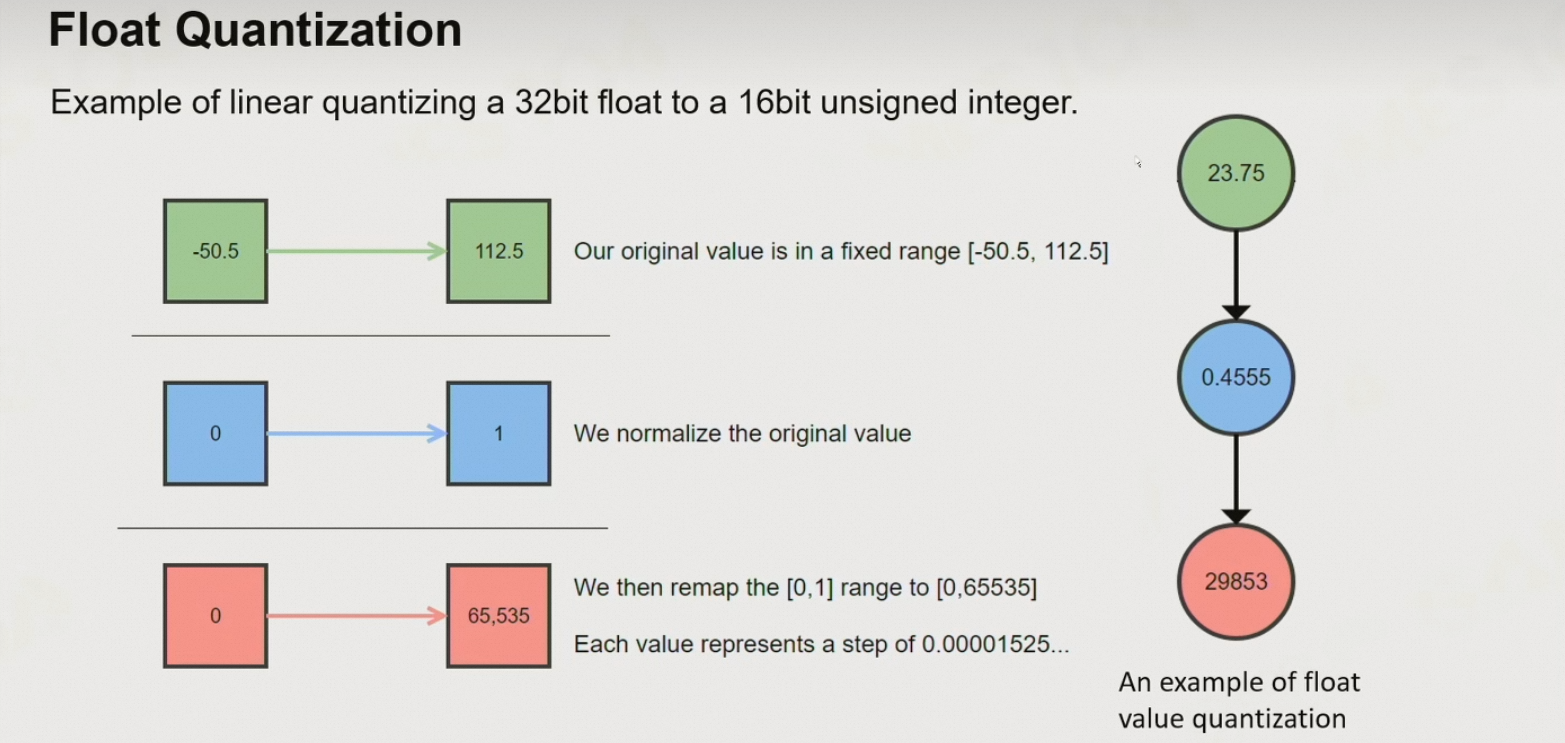 Float Quantization
Example of linear quantizing a 32bit float to a 16bit unsigned integer.
23.75
-50.5
112.5
Our original value is in a fixed range [-50.5, 112.5]
0.4555
0
1
We normalize the original value
0
65,535
We then remap the [0,1] range to [0,65535]
Each value represents a step of 0.00001525...
29853
An example of float
value quantization